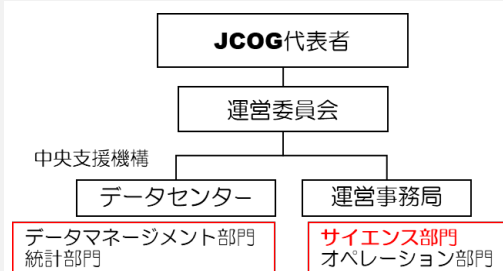 JCOG代表者
運営委員会
中央支援機構
データセンター
運営事務局
データマネージメント部門
統計部門
サイエンス部門
オペレーション部門